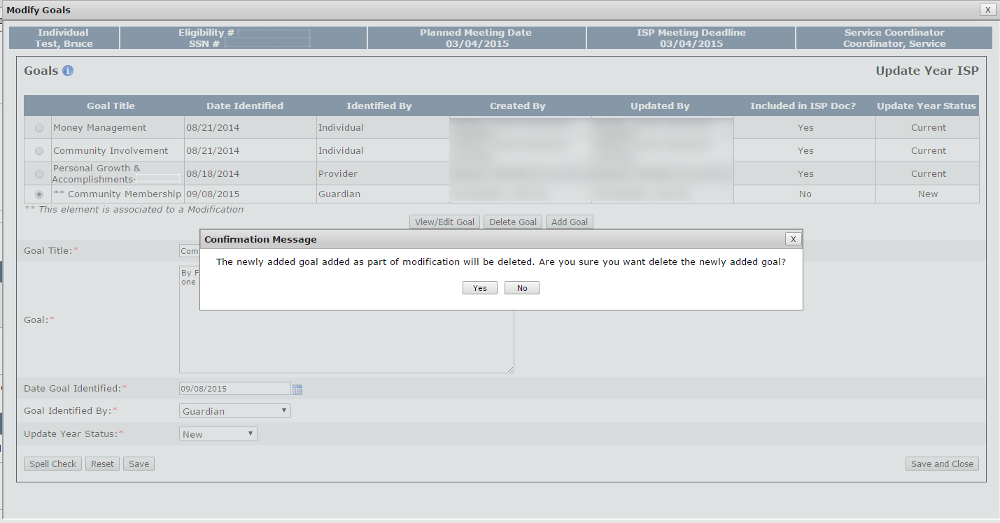 Modify Goals X
Individual Eligibility # Planned Meeting Date ISP Meeting Deadline Service Coordinator
Test, Bruce SSN # 03/04/2015 03/04/2015 Coordinator, Service
Goals i Update Year ISP
Goal Title Date Identified Identified By Created By Updated By Included in ISP Doc? Update Year Status
Money Management 08/21/2014 Individual Yes Current
Community Involvement 08/21/2014 Individual Yes Current
Personal Growth &
Accomplishments- 08/18/2014 Provider Yes Current
** Community Membership 09/08/2015 Guardian No New
** This element is associated to a Modification
View/Edit Goal Delete Goal Add Goal
Confirmation Message X
Goal Title:* Com
The newly added goal added as part of modification will be deleted. Are you sure you want delete the newly added goal?
By F
one
Yes No
Goal:*
Date Goal Identified:* 09/08/2015
Goal Identified By:* Guardian
Update Year Status:* New
Spell Check Reset Save Save and Close